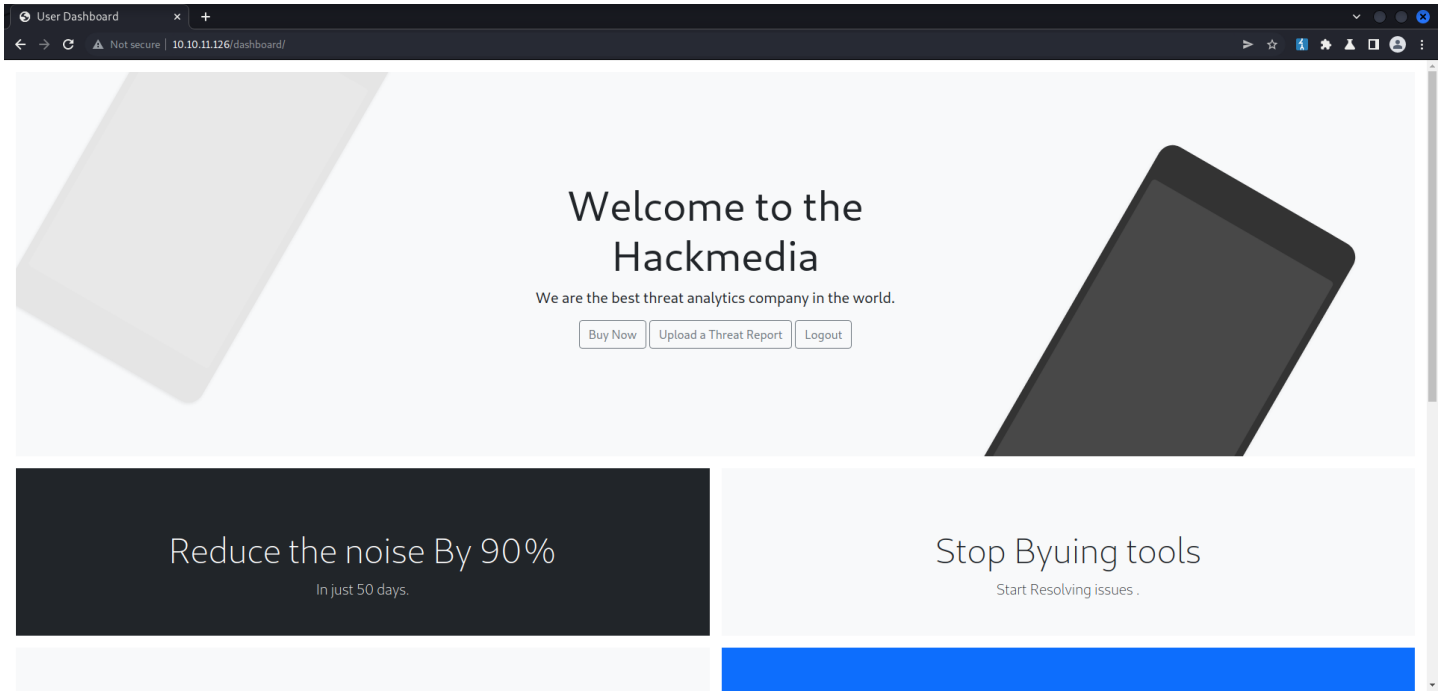 User Dashboard
Not secure 10.10.11.126/dashboard/
Welcome to the
Hackmedia
We are the best threat analytics company in the world.
Buy Now Upload a Threat Report Logout
Reduce the noise By 90%
In just 50 days.
Stop Byuing tools
Start Resolving issues .